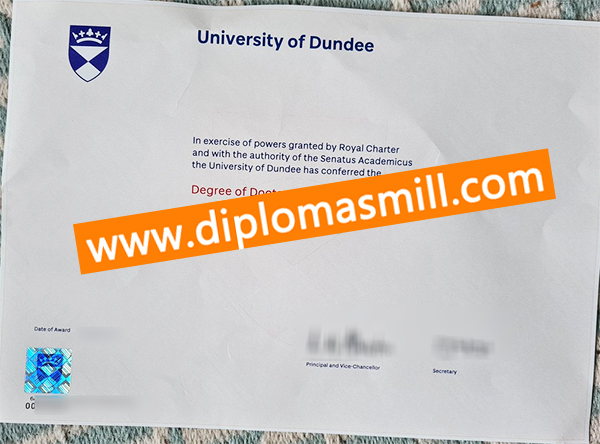 University of Dundee
In exercise of powers granted by Royal Charter
and with the authority of the Senatus Academicus
the University of Dundee has conferred the
Degree of
www.diplomasmill.com
Date of Award
Principal and Vice-Chancellor
Secretary
00